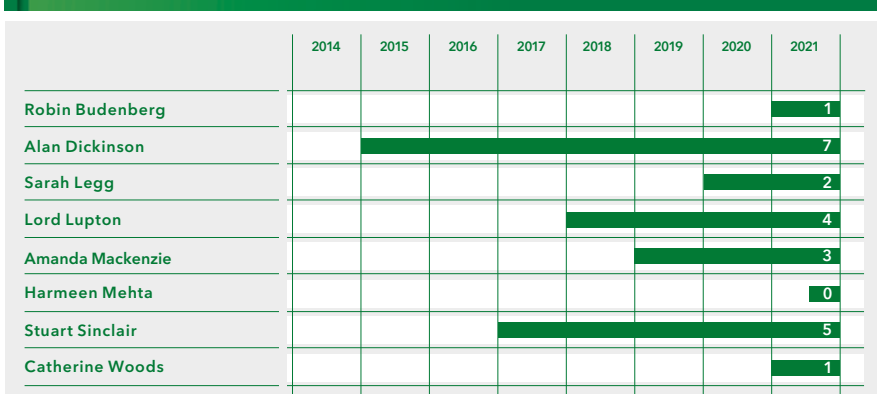 2014 2015 2016 2017 2018 2019 2020 2021
Robin Budenberg 1
Alan Dickinson 7
Sarah Legg 2
Lord Lupton 4
Amanda Mackenzie 3
Harmeen Mehta 0
Stuart Sinclair 5
Catherine Woods 1